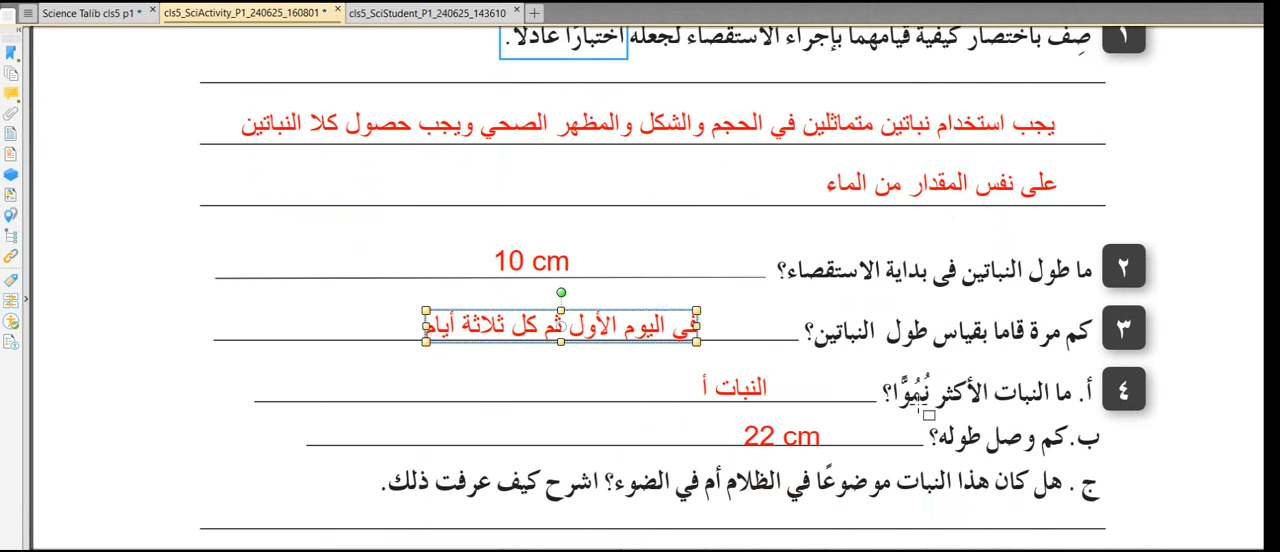 Science Talib cls5 p1 * cls5_SciActivity_P1_240625_160801 * cls5_SciStudent_P1_240625_143610
١ صِف باختصار كيفية قيامهما بإجراء الاستقصاء لجعله اختبارًا عادلًا.
يجب استخدام نباتين متماثلين في الحجم والشكل والمظهر الصحي ويجب حصول كلا النباتين
على نفس المقدار من الماء
٢ ما طول النباتين في بداية الاستقصاء؟ 10 cm
٣ كم مرة قاما بقياس طول النباتين؟ في اليوم الأول ثم كل ثلاثة أيام
٤ أ. ما النبات الأكثر نُمُوًّا؟ النبات أ
ب.كم وصل طوله؟ 22 cm
ج . هل كان هذا النبات موضوعًا في الظلام أم في الضوء؟ اشرح كيف عرفت ذلك.